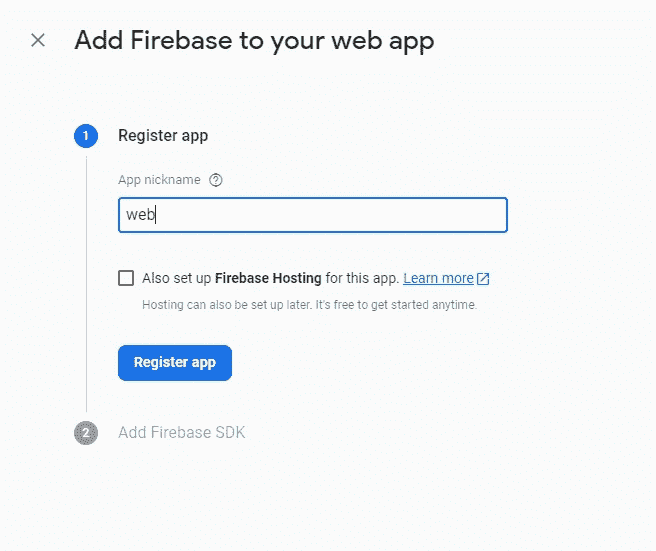 Add Firebase to your web app
1 Register app
App nickname
web
Also set up Firebase Hosting for this app. Learn more
Hosting can also be set up later. It's free to get started anytime.
Register app
2 Add Firebase SDK